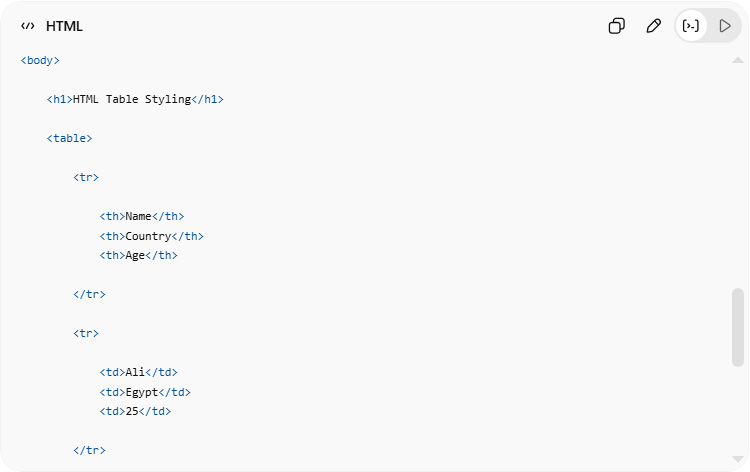 HTML
<body>
<h1>HTML Table Styling</h1>
<table>
<tr>
<th>Name</th>
<th>Country</th>
<th>Age</th>
</tr>
<tr>
<td>Ali</td>
<td>Egypt</td>
<td>25</td>
</tr>